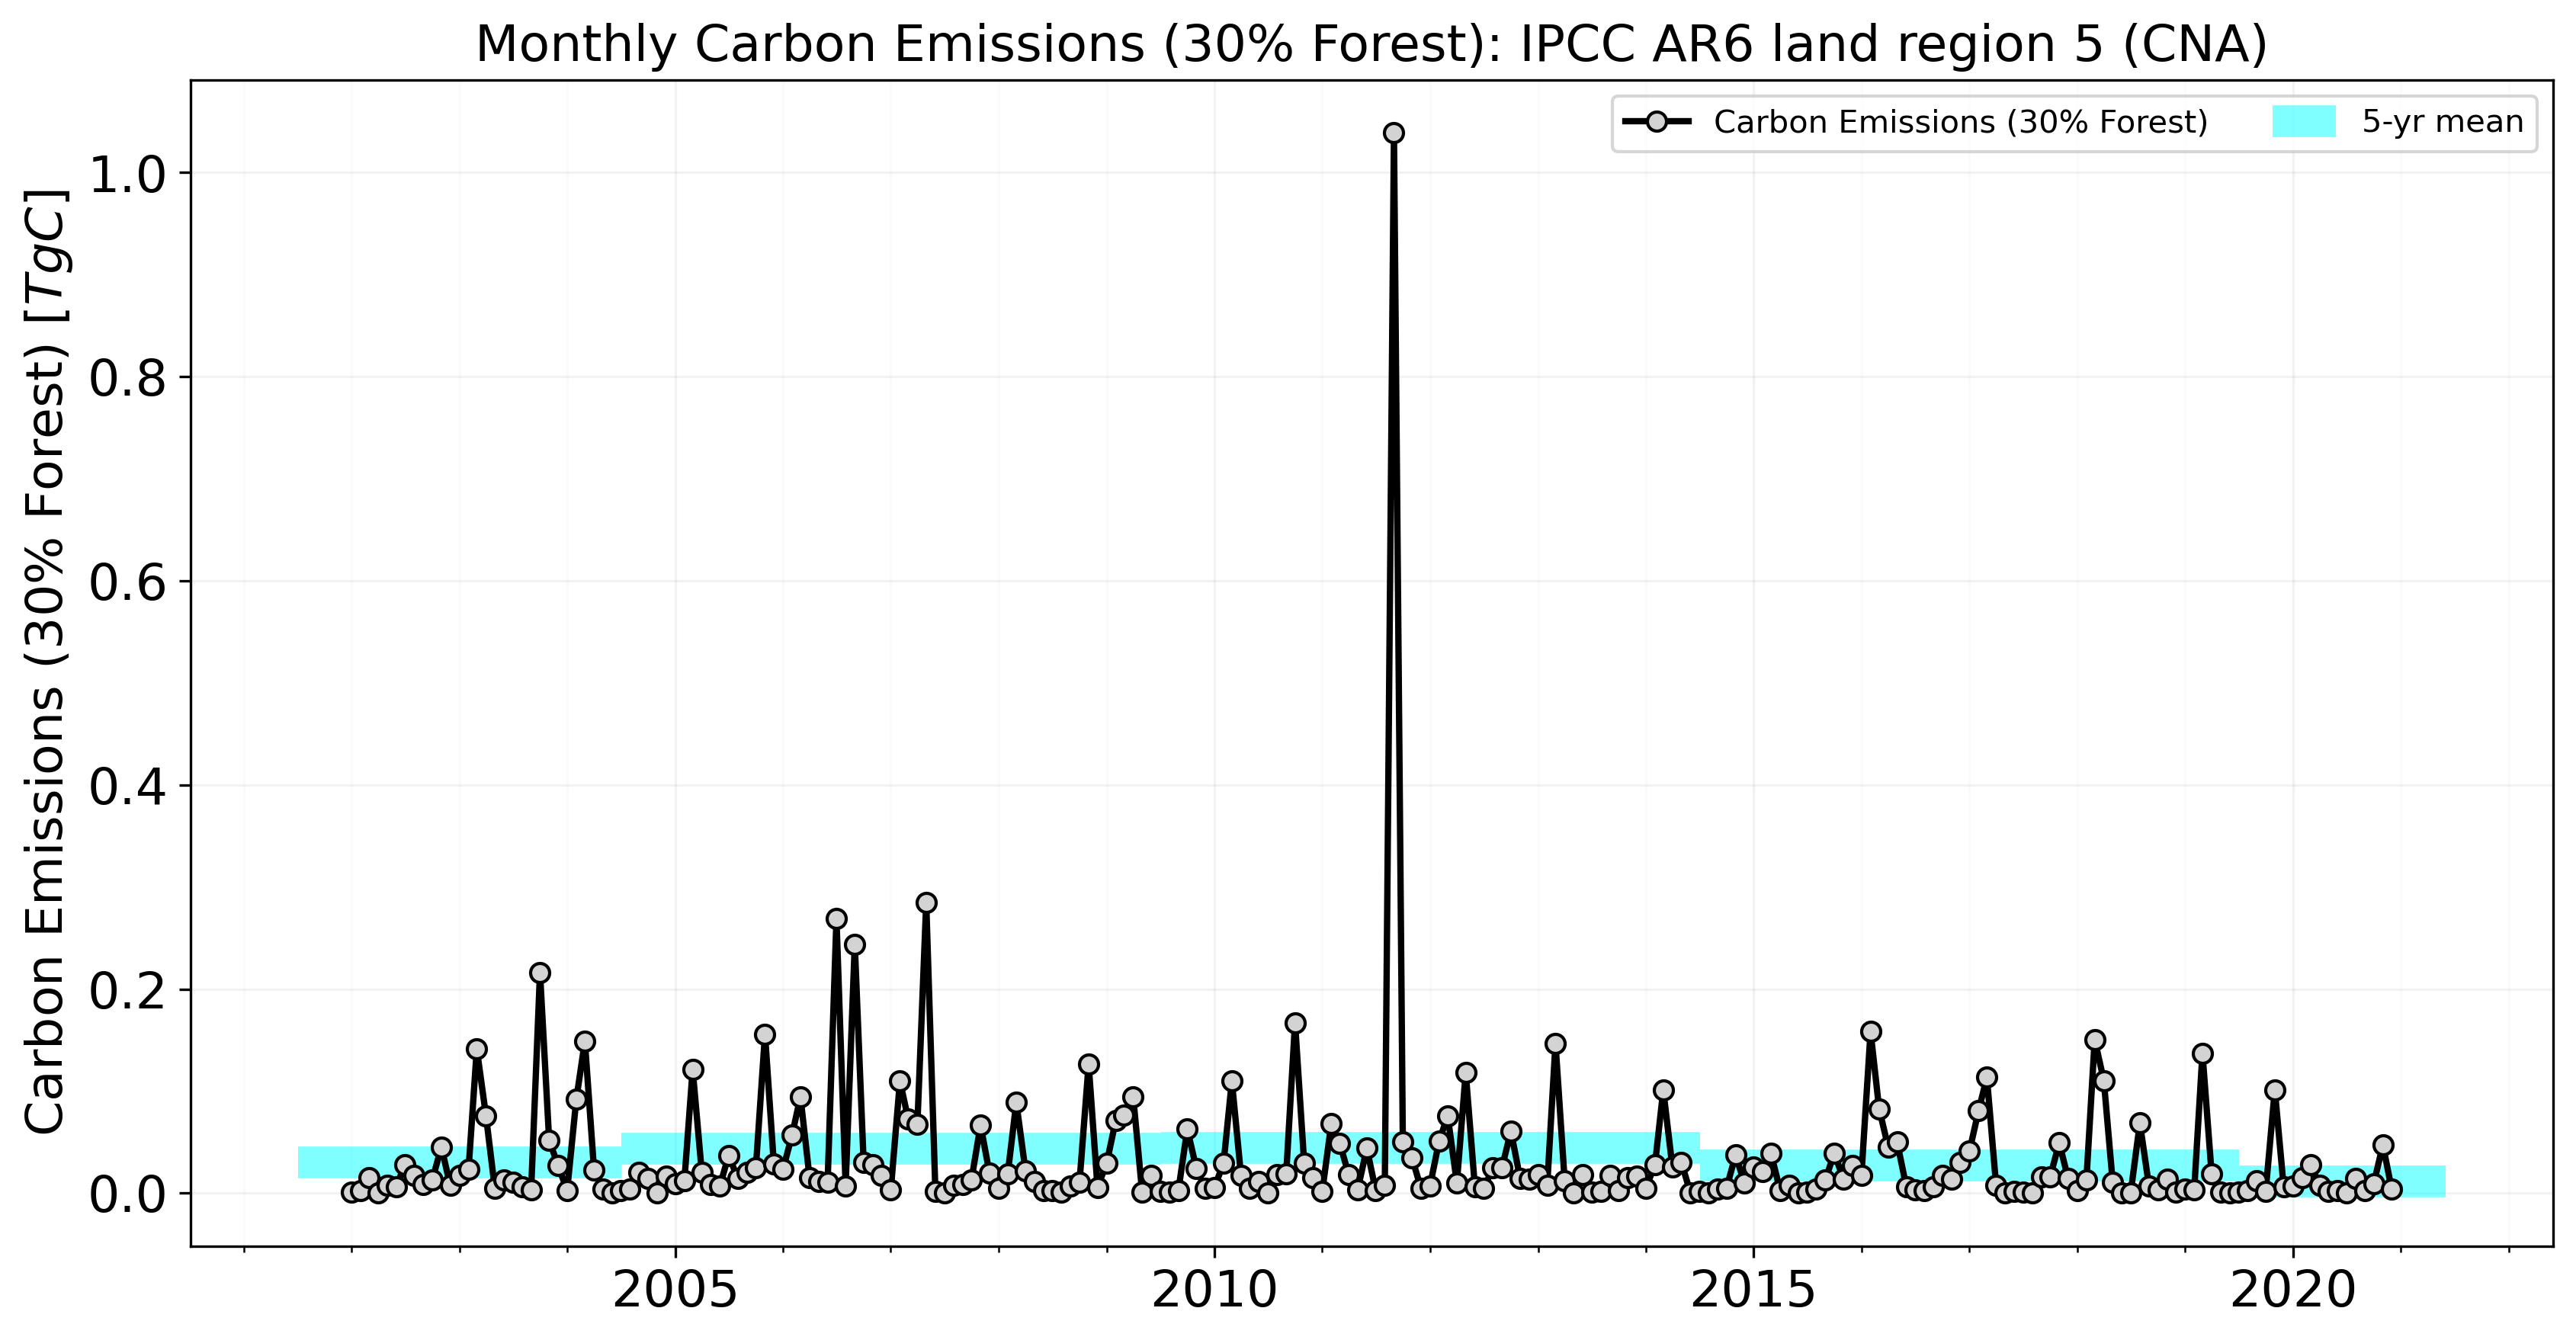 Monthly Carbon Emissions (30% Forest): IPCC AR6 land region 5 (CNA)
Carbon Emissions (30% Forest)
5-yr mean
Carbon Emissions (30% Forest) [TgC]
1.0
0.8
0.6
0.4
0.2
0.0
2005
2010
2015
2020